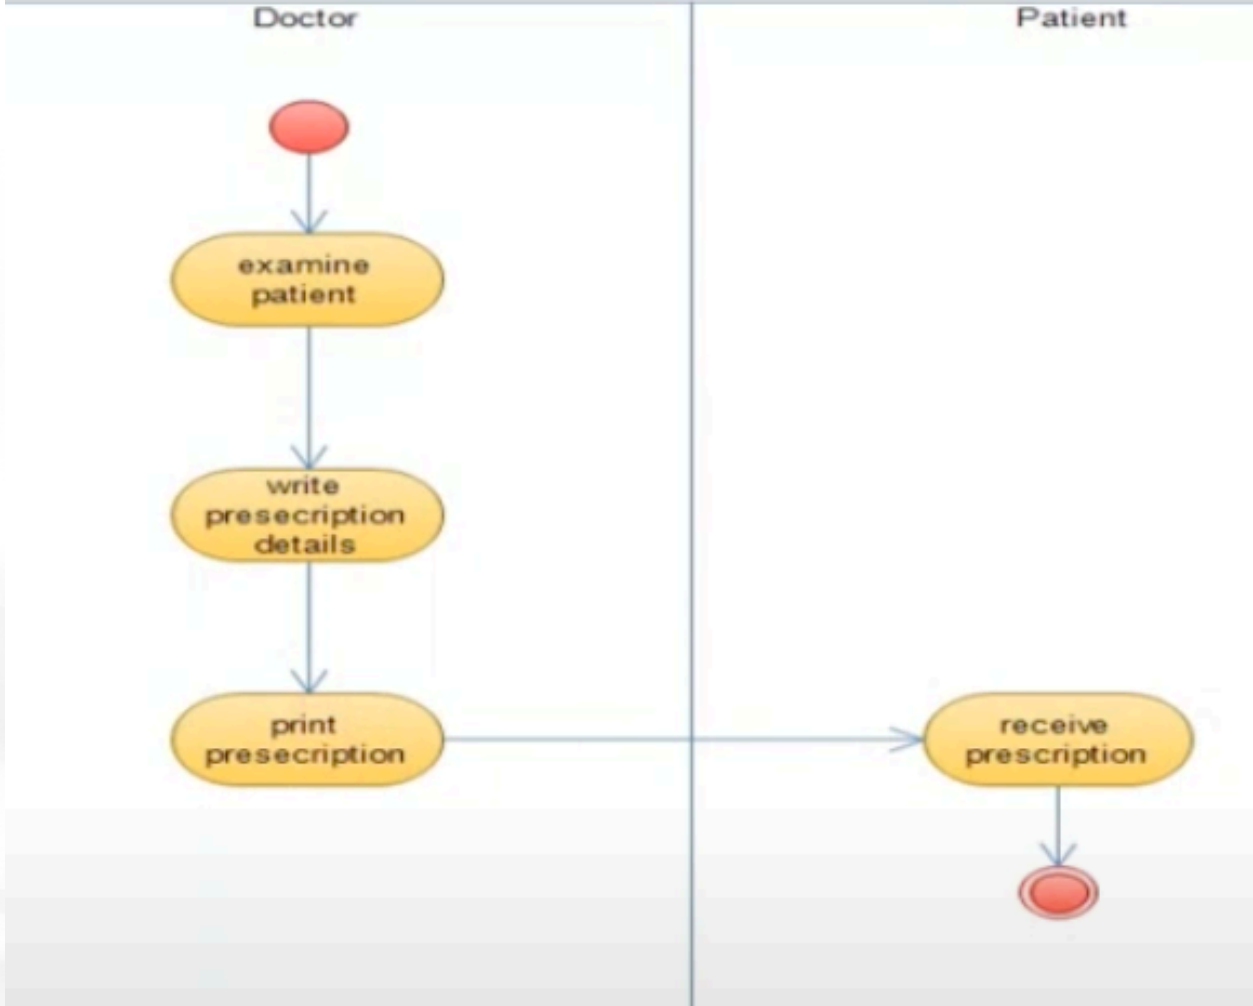 Doctor
Patient
examine
patient
write
presecription
details
print
presecription
receive
prescription